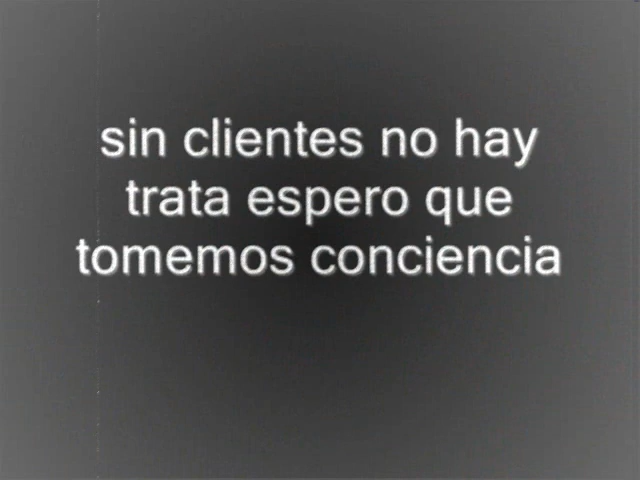 sin clientes no hay
trata espero que
tomemos conciencia